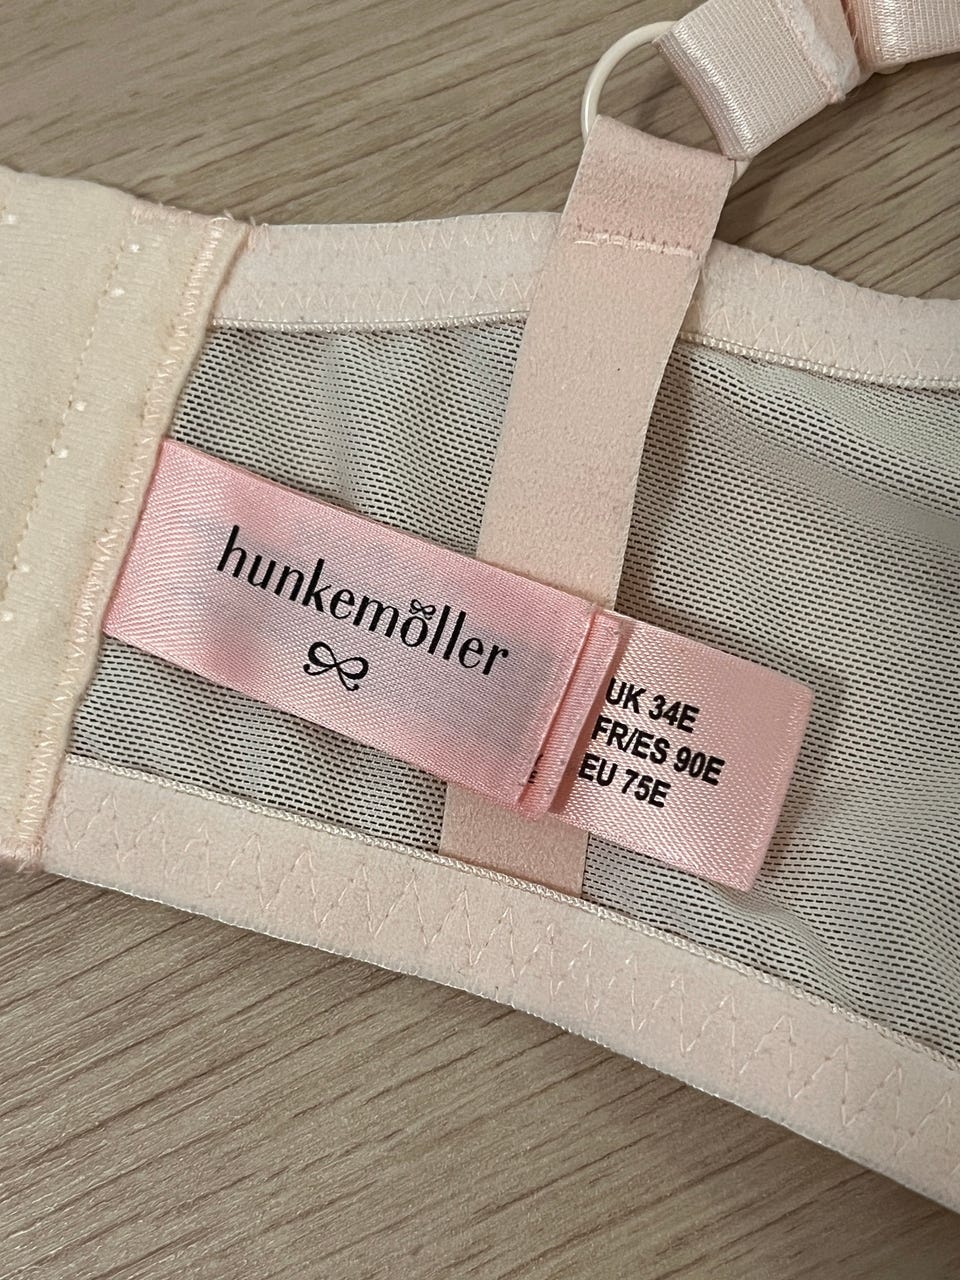 hunkemöller
UK 34E
FR/ES 90E
EU 75E